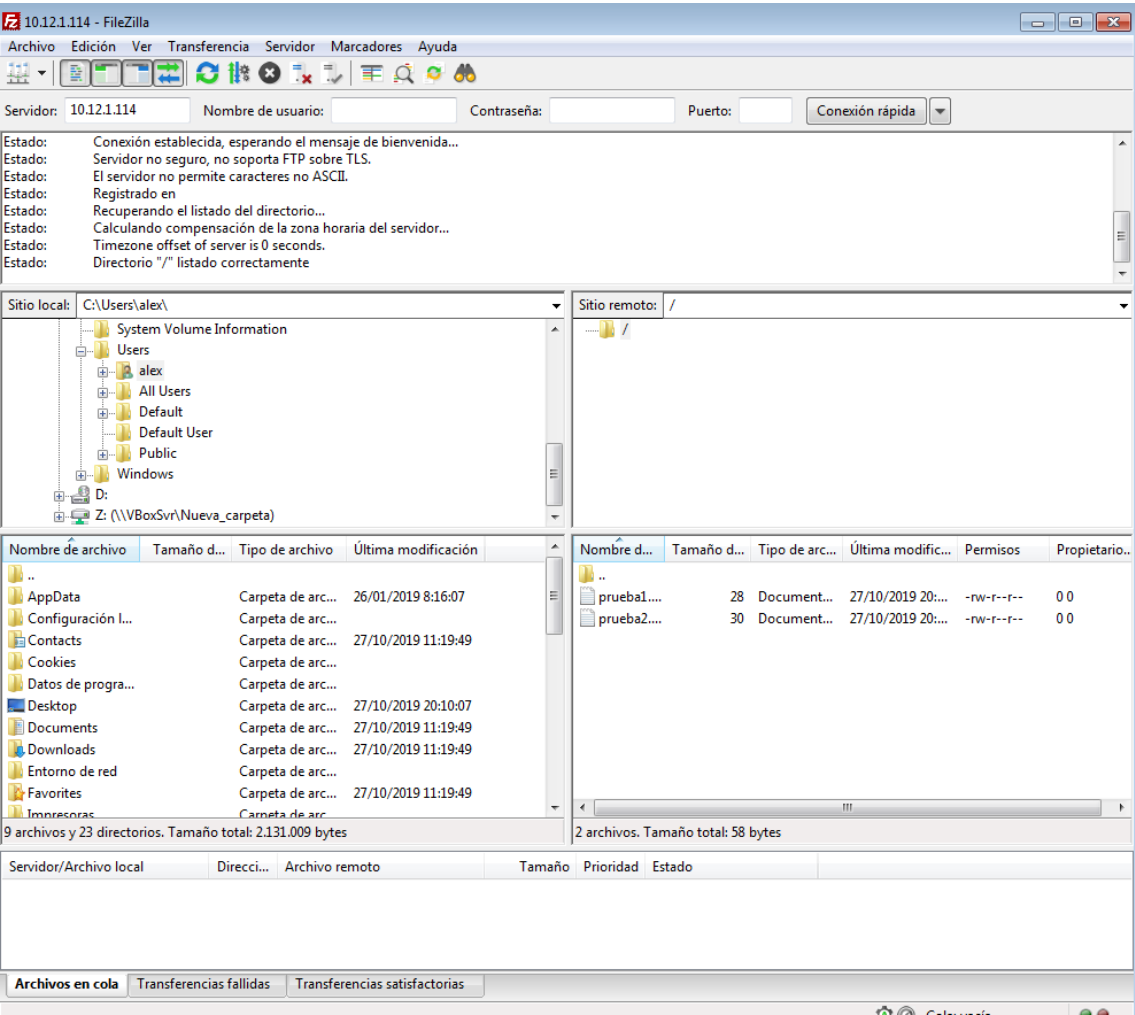 10.12.1.114 - FileZilla
Archivo Edición Ver Transferencia Servidor Marcadores Ayuda
Servidor: 10.12.1.114 Nombre de usuario: Contraseña: Puerto: Conexión rápida
Estado: Conexión establecida, esperando el mensaje de bienvenida...
Estado: Servidor no seguro, no soporta FTP sobre TLS.
Estado: El servidor no permite caracteres no ASCII.
Estado: Registrado en
Estado: Recuperando el listado del directorio...
Estado: Calculando compensación de la zona horaria del servidor...
Estado: Timezone offset of server is 0 seconds.
Estado: Directorio "/" listado correctamente
Sitio local: C:\Users\alex\
System Volume Information
Users
alex
All Users
Default
Default User
Public
Windows
D:
Z: (\\VBoxSvr\Nueva_carpeta)
Sitio remoto: /
/
Nombre de archivo Tamaño d... Tipo de archivo Última modificación
..
AppData Carpeta de arc... 26/01/2019 8:16:07
Configuración l... Carpeta de arc...
Contacts Carpeta de arc... 27/10/2019 11:19:49
Cookies Carpeta de arc...
Datos de progra... Carpeta de arc...
Desktop Carpeta de arc... 27/10/2019 20:10:07
Documents Carpeta de arc... 27/10/2019 11:19:49
Downloads Carpeta de arc... 27/10/2019 11:19:49
Entorno de red Carpeta de arc...
Favorites Carpeta de arc... 27/10/2019 11:19:49
Impresoras Carpeta de arc
9 archivos y 23 directorios. Tamaño total: 2.131.009 bytes
Nombre d... Tamaño d... Tipo de arc... Última modific... Permisos Propietario...
..
prueba1.... 28 Document... 27/10/2019 20:... -rw-r--r-- 0 0
prueba2.... 30 Document... 27/10/2019 20:... -rw-r--r-- 0 0
2 archivos. Tamaño total: 58 bytes
Servidor/Archivo local Direcci... Archivo remoto Tamaño Prioridad Estado
Archivos en cola Transferencias fallidas Transferencias satisfactorias